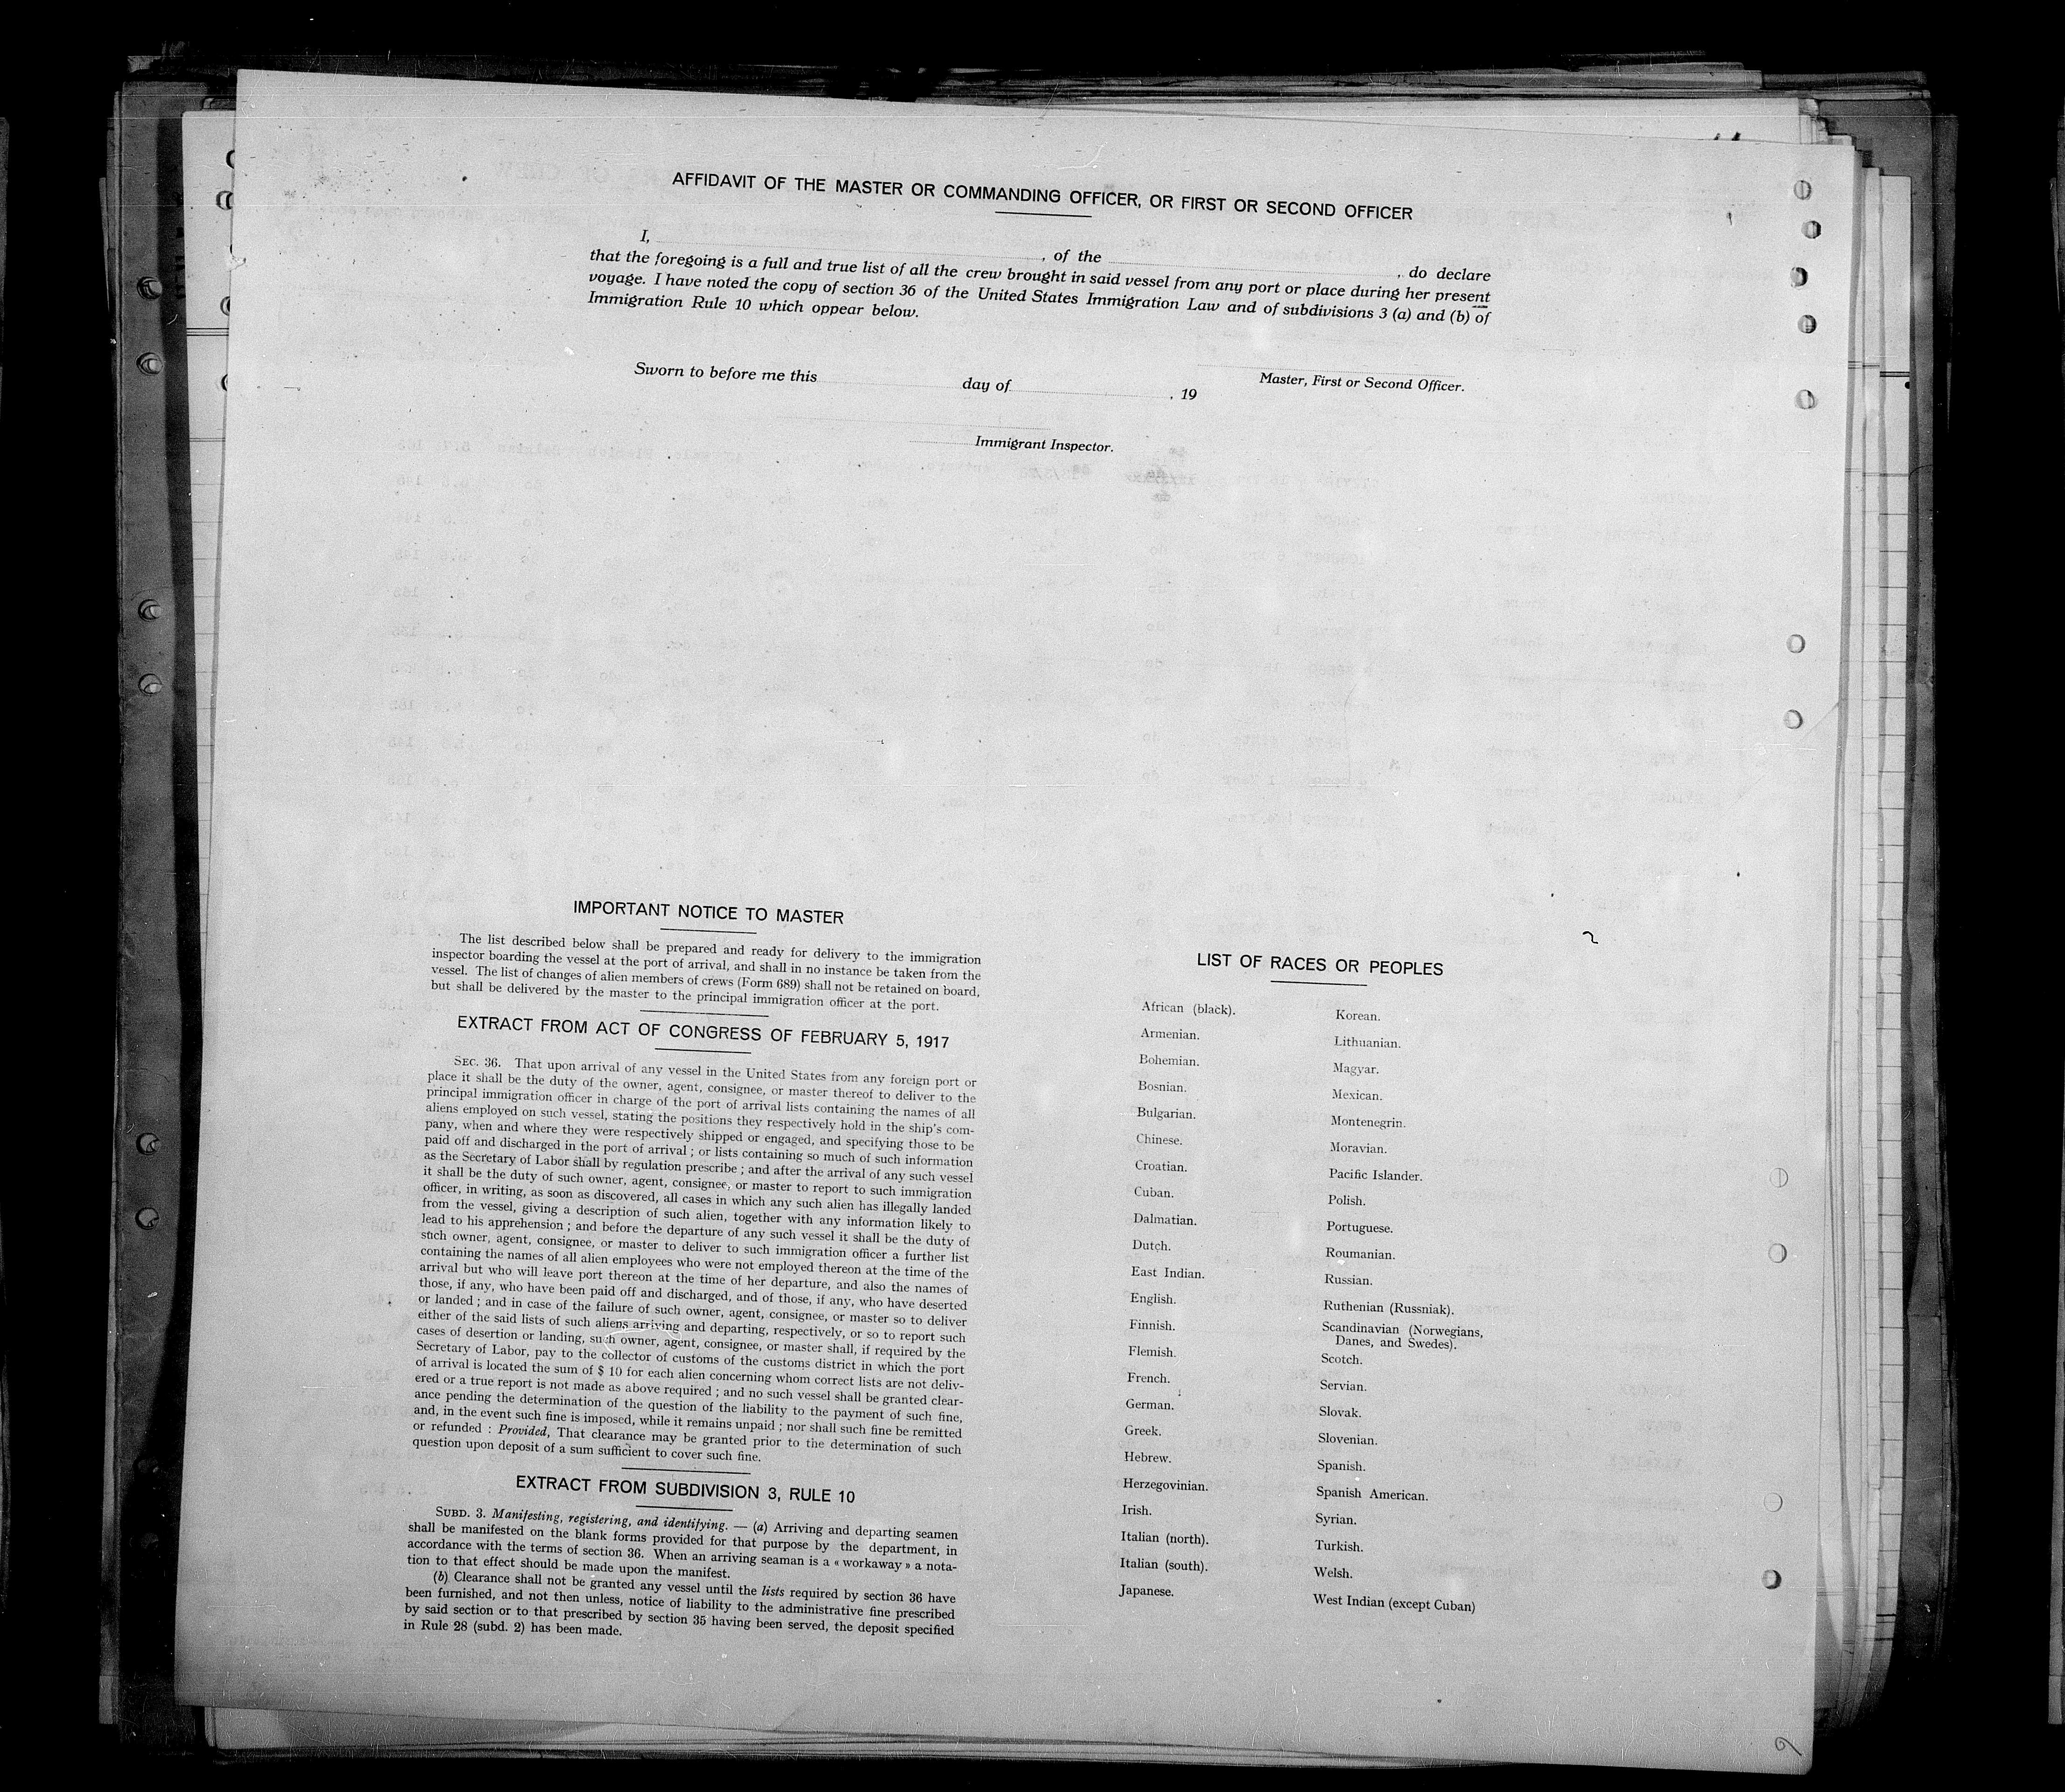 AFFIDAVIT OF THE MASTER OR COMMANDING OFFICER, OR FIRST OR SECOND OFFICER
I, , of the , do declare
that the foregoing is a full and true list of all the crew brought in said vessel from any port or place during her present
voyage. I have noted the copy of section 36 of the United States Immigration Law and of subdivisions 3 (a) and (b) of
Immigration Rule 10 which oppear below.
Sworn to before me this day of , 19
Master, First or Second Officer.
Immigrant Inspector.
IMPORTANT NOTICE TO MASTER
The list described below shall be prepared and ready for delivery to the immigration
inspector boarding the vessel at the port of arrival, and shall in no instance be taken from the
vessel. The list of changes of alien members of crews (Form 689) shall not be retained on board,
but shall be delivered by the master to the principal immigration officer at the port.
EXTRACT FROM ACT OF CONGRESS OF FEBRUARY 5, 1917
SEC. 36. That upon arrival of any vessel in the United States from any foreign port or
place it shall be the duty of the owner, agent, consignee, or master thereof to deliver to the
principal immigration officer in charge of the port of arrival lists containing the names of all
aliens employed on such vessel, stating the positions they respectively hold in the ship's com-
pany, when and where they were respectively shipped or engaged, and specifying those to be
paid off and discharged in the port of arrival ; or lists containing so much of such information
as the Secretary of Labor shall by regulation prescribe ; and after the arrival of any such vessel
it shall be the duty of such owner, agent, consignee, or master to report to such immigration
officer, in writing, as soon as discovered, all cases in which any such alien has illegally landed
from the vessel, giving a description of such alien, together with any information likely to
lead to his apprehension ; and before the departure of any such vessel it shall be the duty of
such owner, agent, consignee, or master to deliver to such immigration officer a further list
containing the names of all alien employees who were not employed thereon at the time of the
arrival but who will leave port thereon at the time of her departure, and also the names of
those, if any, who have been paid off and discharged, and of those, if any, who have deserted
or landed ; and in case of the failure of such owner, agent, consignee, or master so to deliver
either of the said lists of such aliens arriving and departing, respectively, or so to report such
cases of desertion or landing, such owner, agent, consignee, or master shall, if required by the
Secretary of Labor, pay to the collector of customs of the customs district in which the port
of arrival is located the sum of $ 10 for each alien concerning whom correct lists are not deliv-
ered or a true report is not made as above required ; and no such vessel shall be granted clear-
ance pending the determination of the question of the liability to the payment of such fine,
and, in the event such fine is imposed, while it remains unpaid ; nor shall such fine be remitted
or refunded : Provided, That clearance may be granted prior to the determination of such
question upon deposit of a sum sufficient to cover such fine.
EXTRACT FROM SUBDIVISION 3, RULE 10
SUBD. 3. Manifesting, registering, and identifying. — (a) Arriving and departing seamen
shall be manifested on the blank forms provided for that purpose by the department, in
accordance with the terms of section 36. When an arriving seaman is a « workaway » a nota-
tion to that effect should be made upon the manifest.
(b) Clearance shall not be granted any vessel until the lists required by section 36 have
been furnished, and not then unless, notice of liability to the administrative fine prescribed
by said section or to that prescribed by section 35 having been served, the deposit specified
in Rule 28 (subd. 2) has been made.
LIST OF RACES OR PEOPLES
African (black).
Armenian.
Bohemian.
Bosnian.
Bulgarian.
Chinese.
Croatian.
Cuban.
Dalmatian.
Dutch.
East Indian.
English.
Finnish.
Flemish.
French.
German.
Greek.
Hebrew.
Herzegovinian.
Irish.
Italian (north).
Italian (south).
Japanese.
Korean.
Lithuanian.
Magyar.
Mexican.
Montenegrin.
Moravian.
Pacific Islander.
Polish.
Portuguese.
Roumanian.
Russian.
Ruthenian (Russniak).
Scandinavian (Norwegians,
Danes, and Swedes).
Scotch.
Servian.
Slovak.
Slovenian.
Spanish.
Spanish American.
Syrian.
Turkish.
Welsh.
West Indian (except Cuban)